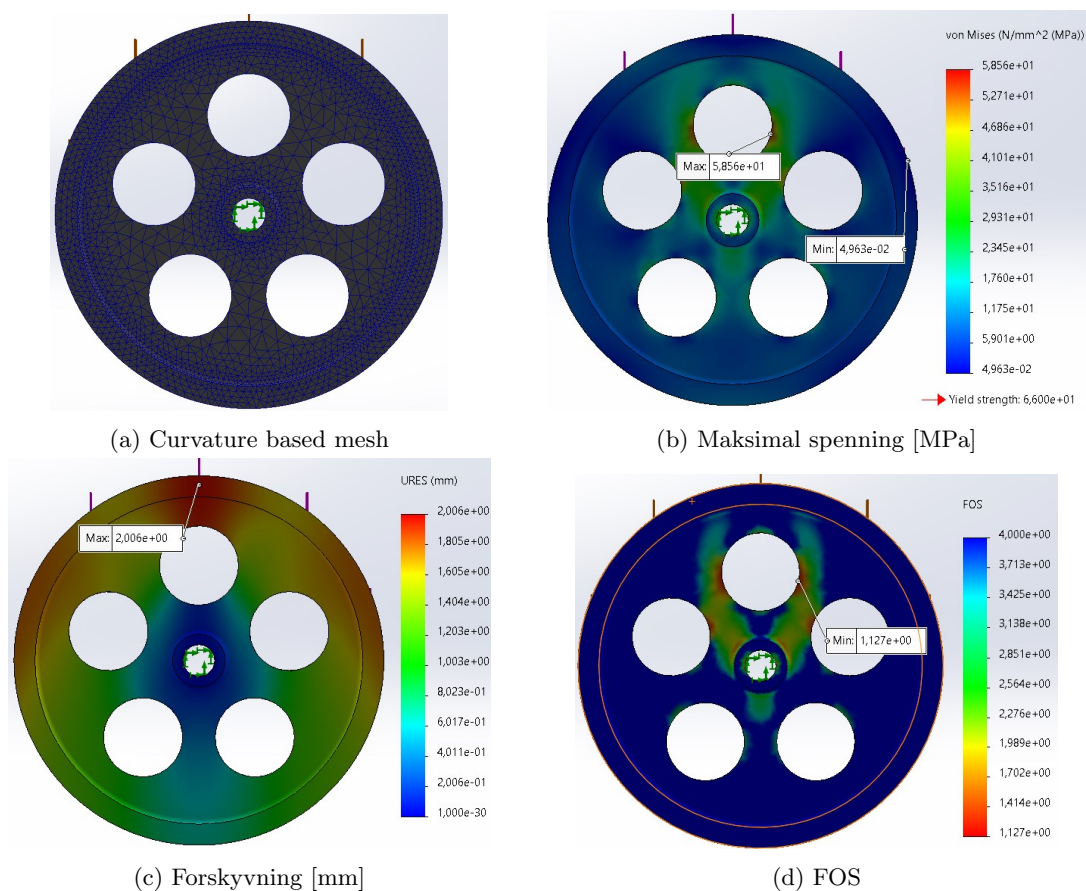 (a) Curvature based mesh
von Mises (N/mm^2 (MPa))
5,856e+01
5,271e+01
4,686e+01
4,101e+01
3,516e+01
2,931e+01
2,345e+01
1,760e+01
1,175e+01
5,901e+00
4,963e-02
Yield strength: 6,600e+01
Max: 5,856e+01
Min: 4,963e-02
(b) Maksimal spenning [MPa]
URES (mm)
2,006e+00
1,805e+00
1,605e+00
1,404e+00
1,203e+00
1,003e+00
8,023e-01
6,017e-01
4,011e-01
2,006e-01
1,000e-30
Max: 2,006e+00
(c) Forskyvning [mm]
FOS
4,000e+00
3,713e+00
3,425e+00
3,138e+00
2,851e+00
2,564e+00
2,276e+00
1,989e+00
1,702e+00
1,414e+00
1,127e+00
Min: 1,127e+00
(d) FOS